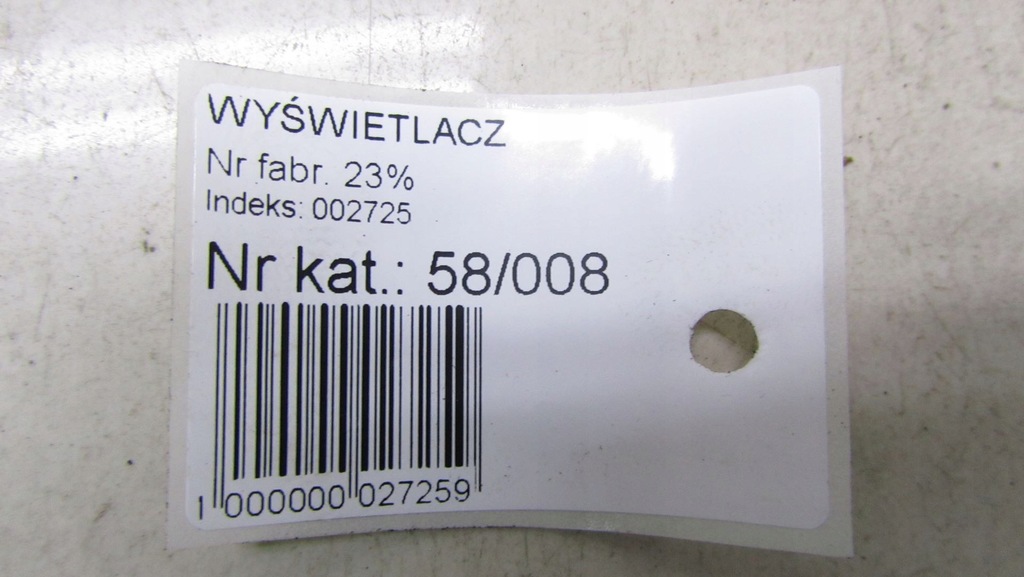 WYŚWIETLACZ
Nr fabr. 23%
Indeks: 002725
Nr kat.: 58/008
1 000000 027259